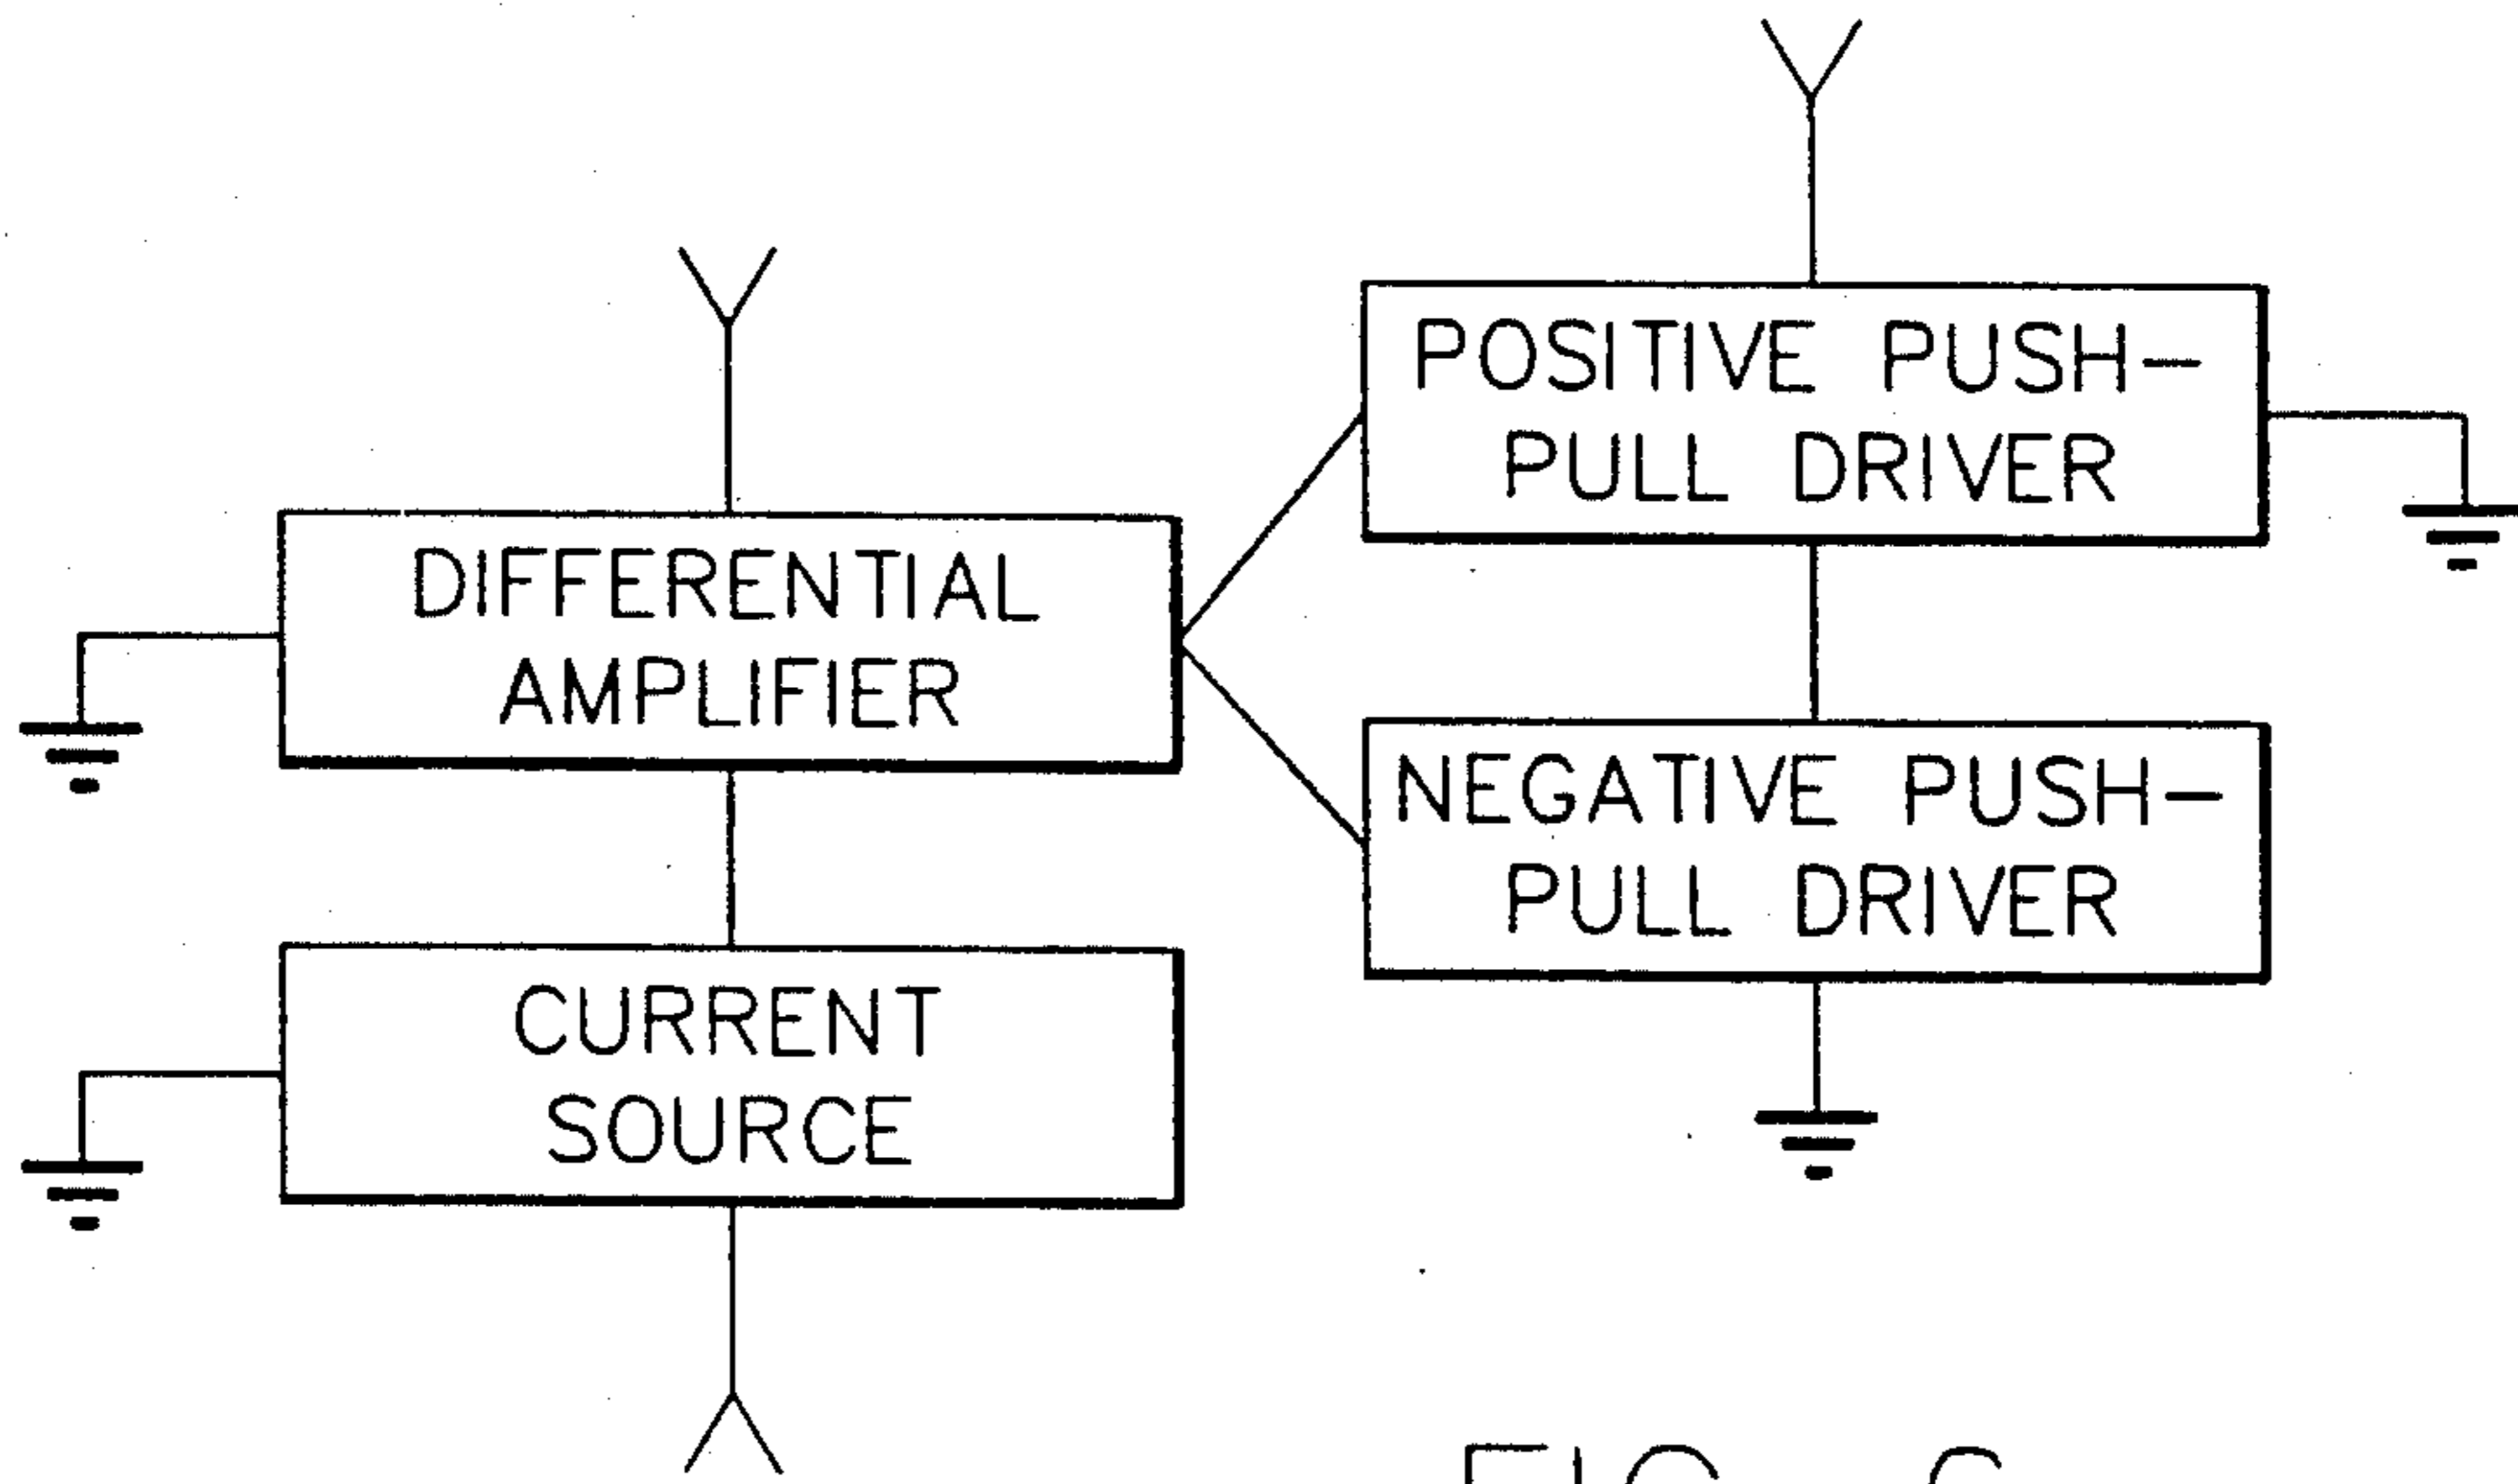 POSITIVE PUSH-
PULL DRIVER
DIFFERENTIAL
AMPLIFIER
NEGATIVE PUSH-
PULL DRIVER
CURRENT
SOURCE